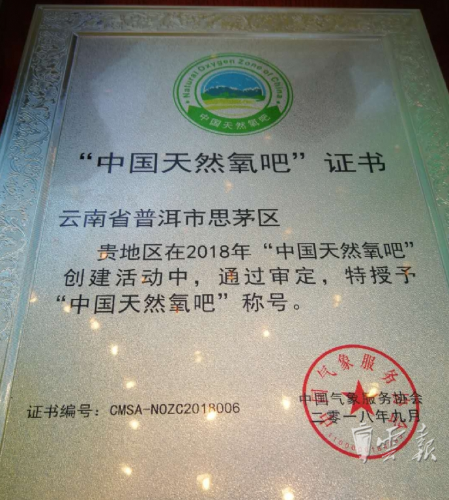 Natural Oxygen Zone of China
中国天然氧吧
“中国天然氧吧”证书
云南省普洱市思茅区
贵地区在2018年“中国天然氧吧”
创建活动中，通过审定，特授予
“中国天然氧吧”称号。
中国气象服务协会
证书编号：CMSA-NOZC2018006
中国气象服务协会
二零一八年九月